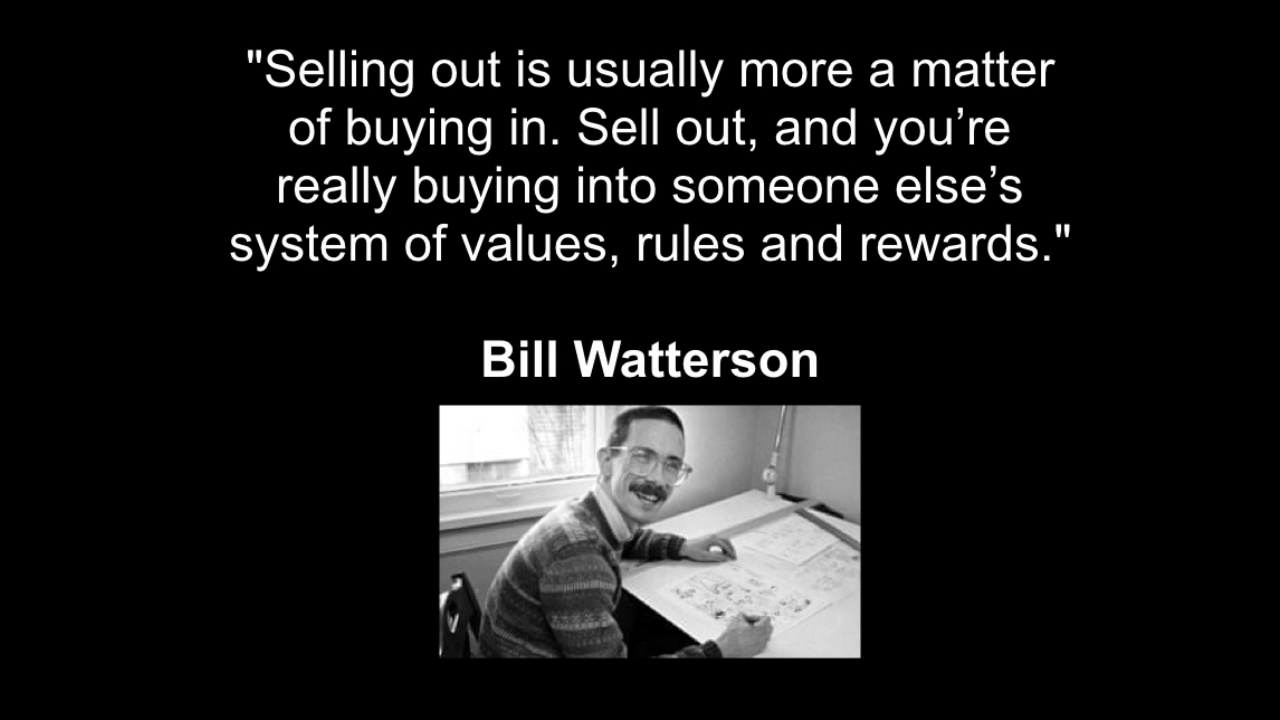 "Selling out is usually more a matter
of buying in. Sell out, and you’re
really buying into someone else’s
system of values, rules and rewards."
Bill Watterson